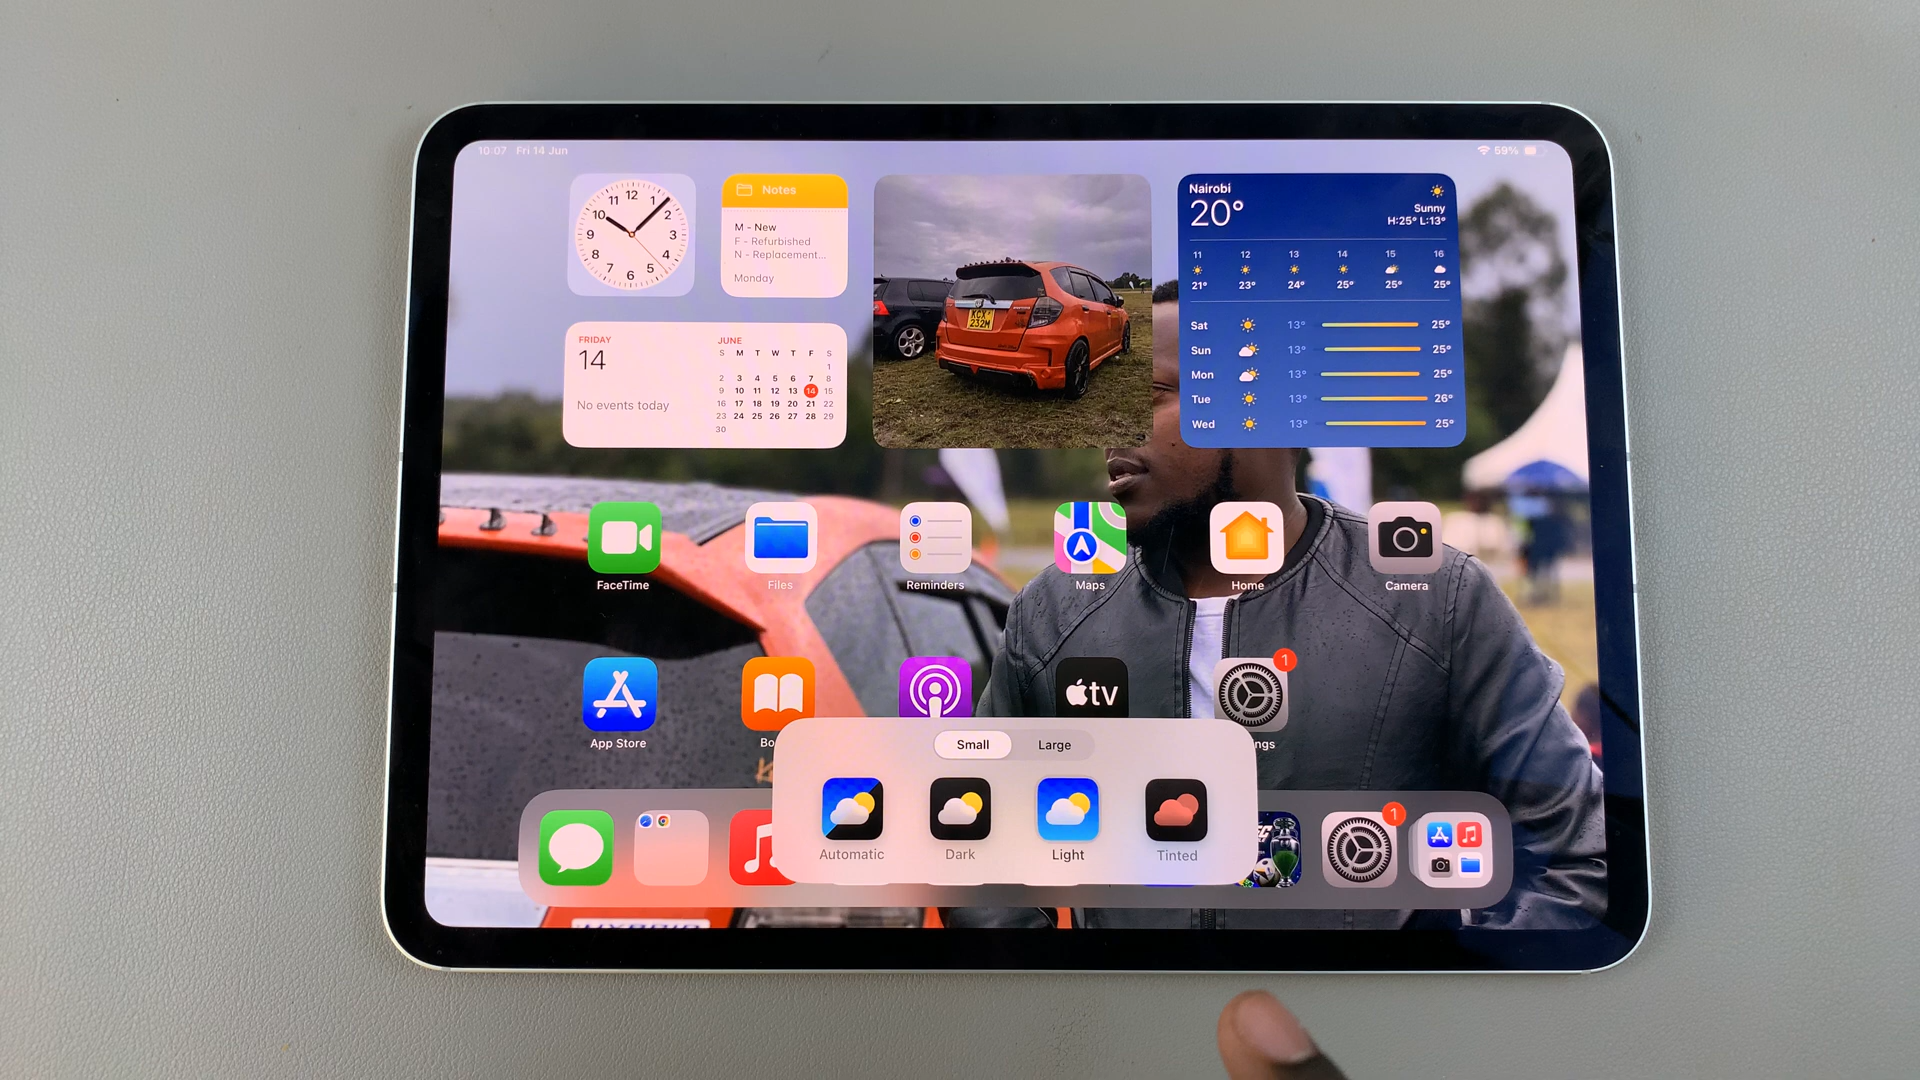 10:07 Fri 14 Jun
59%
12
11 1
10 2
9 3
8 4
7 5
6
Notes
M - New
F - Refurbished
N - Replacement...
Monday
KCX
232M
Nairobi
20°
Sunny
H:25° L:13°
11 12 13 14 15 16
21° 23° 24° 25° 25° 25°
Sat 13° 25°
Sun 13° 25°
Mon 13° 25°
Tue 13° 26°
Wed 13° 25°
FRIDAY
14
No events today
JUNE
S M T W T F S
1
2 3 4 5 6 7 8
9 10 11 12 13 14 15
16 17 18 19 20 21 22
23 24 25 26 27 28 29
30
FaceTime Files Reminders Maps Home Camera
tv
1
App Store Bo ngs
Small Large
Automatic Dark Light Tinted
1